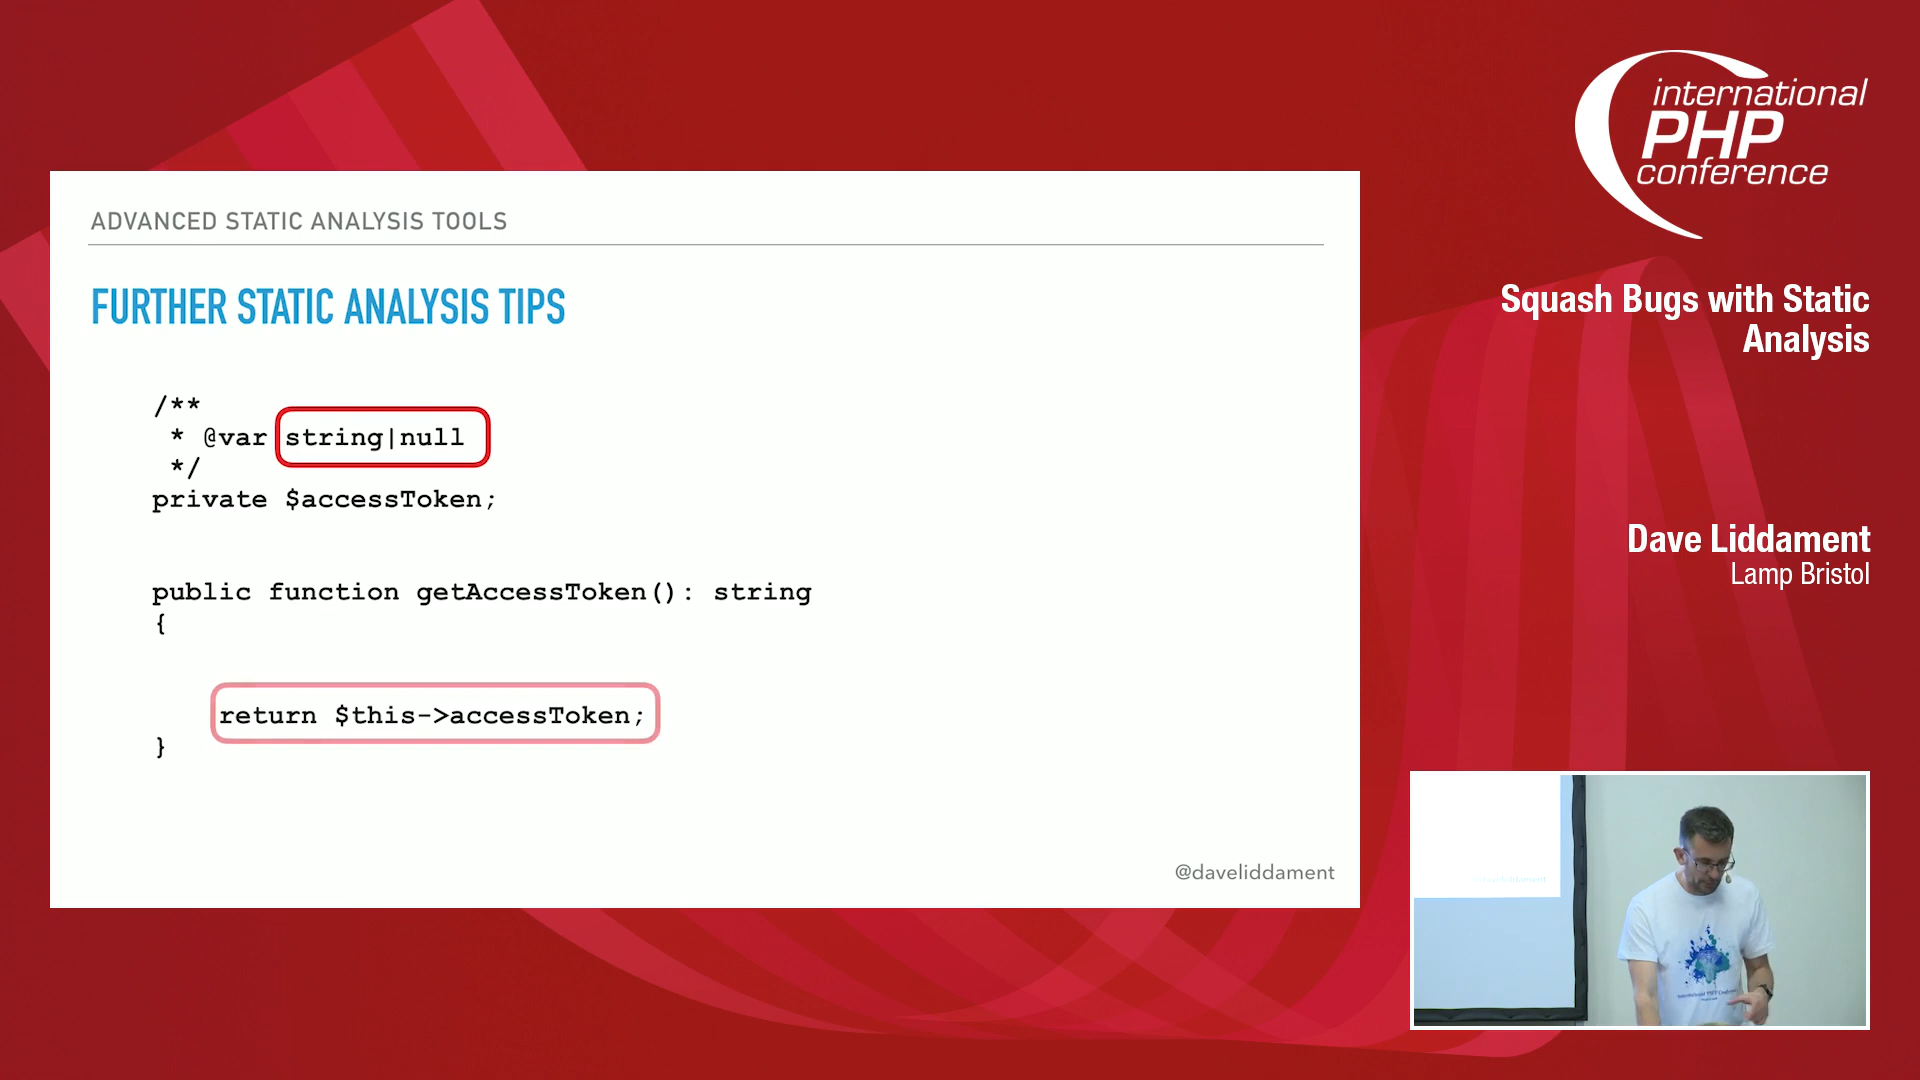 ADVANCED STATIC ANALYSIS TOOLS
FURTHER STATIC ANALYSIS TIPS
/**
* @var string|null
*/
private $accessToken;
public function getAccessToken(): string
{
return $this->accessToken;
}
@daveliddament
international
PHP
conference
Squash Bugs with Static
Analysis
Dave Liddament
Lamp Bristol